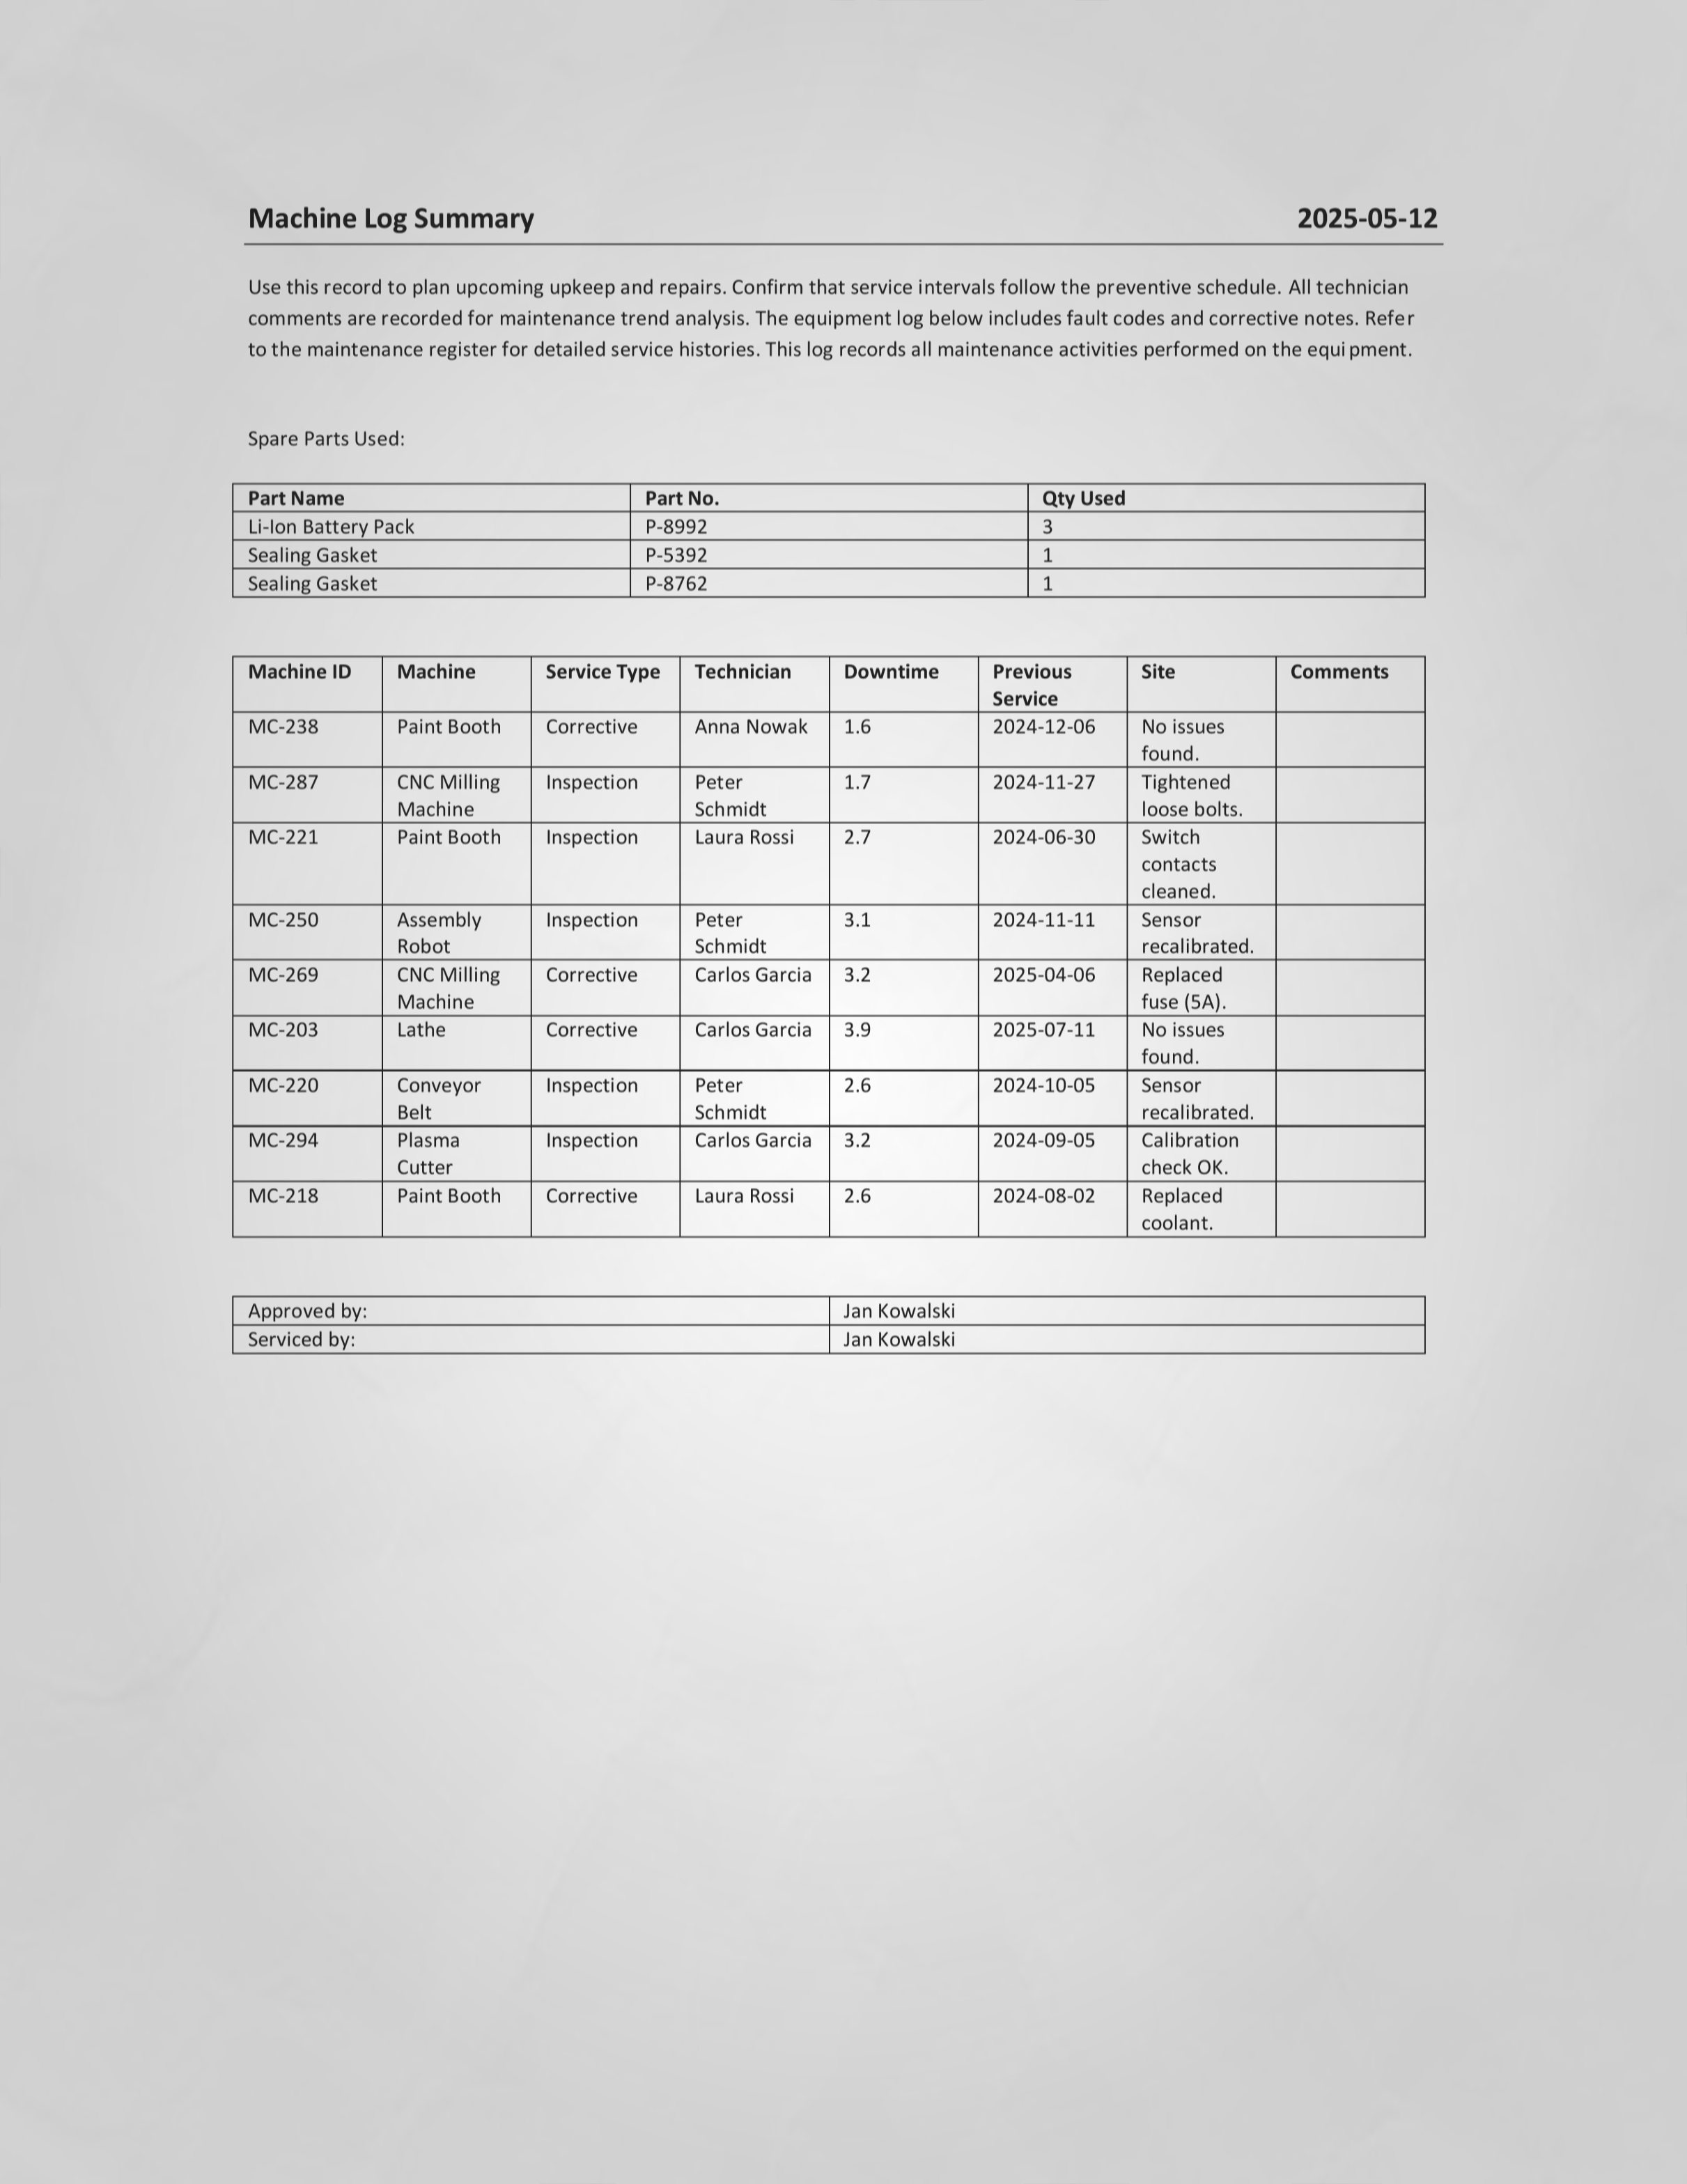 Machine Log Summary 2025-05-12
Use this record to plan upcoming upkeep and repairs. Confirm that service intervals follow the preventive schedule. All technician
comments are recorded for maintenance trend analysis. The equipment log below includes fault codes and corrective notes. Refer
to the maintenance register for detailed service histories. This log records all maintenance activities performed on the equipment.
Spare Parts Used:
Part Name Part No. Qty Used
Li-Ion Battery Pack P-8992 3
Sealing Gasket P-5392 1
Sealing Gasket P-8762 1
Machine ID Machine Service Type Technician Downtime Previous Site Comments
Service
MC-238 Paint Booth Corrective Anna Nowak 1.6 2024-12-06 No issues
found.
MC-287 CNC Milling Inspection Peter 1.7 2024-11-27 Tightened
Machine Schmidt loose bolts.
MC-221 Paint Booth Inspection Laura Rossi 2.7 2024-06-30 Switch
contacts
cleaned.
MC-250 Assembly Inspection Peter 3.1 2024-11-11 Sensor
Robot Schmidt recalibrated.
MC-269 CNC Milling Corrective Carlos Garcia 3.2 2025-04-06 Replaced
Machine fuse (5A).
MC-203 Lathe Corrective Carlos Garcia 3.9 2025-07-11 No issues
found.
MC-220 Conveyor Inspection Peter 2.6 2024-10-05 Sensor
Belt Schmidt recalibrated.
MC-294 Plasma Inspection Carlos Garcia 3.2 2024-09-05 Calibration
Cutter check OK.
MC-218 Paint Booth Corrective Laura Rossi 2.6 2024-08-02 Replaced
coolant.
Approved by: Jan Kowalski
Serviced by: Jan Kowalski